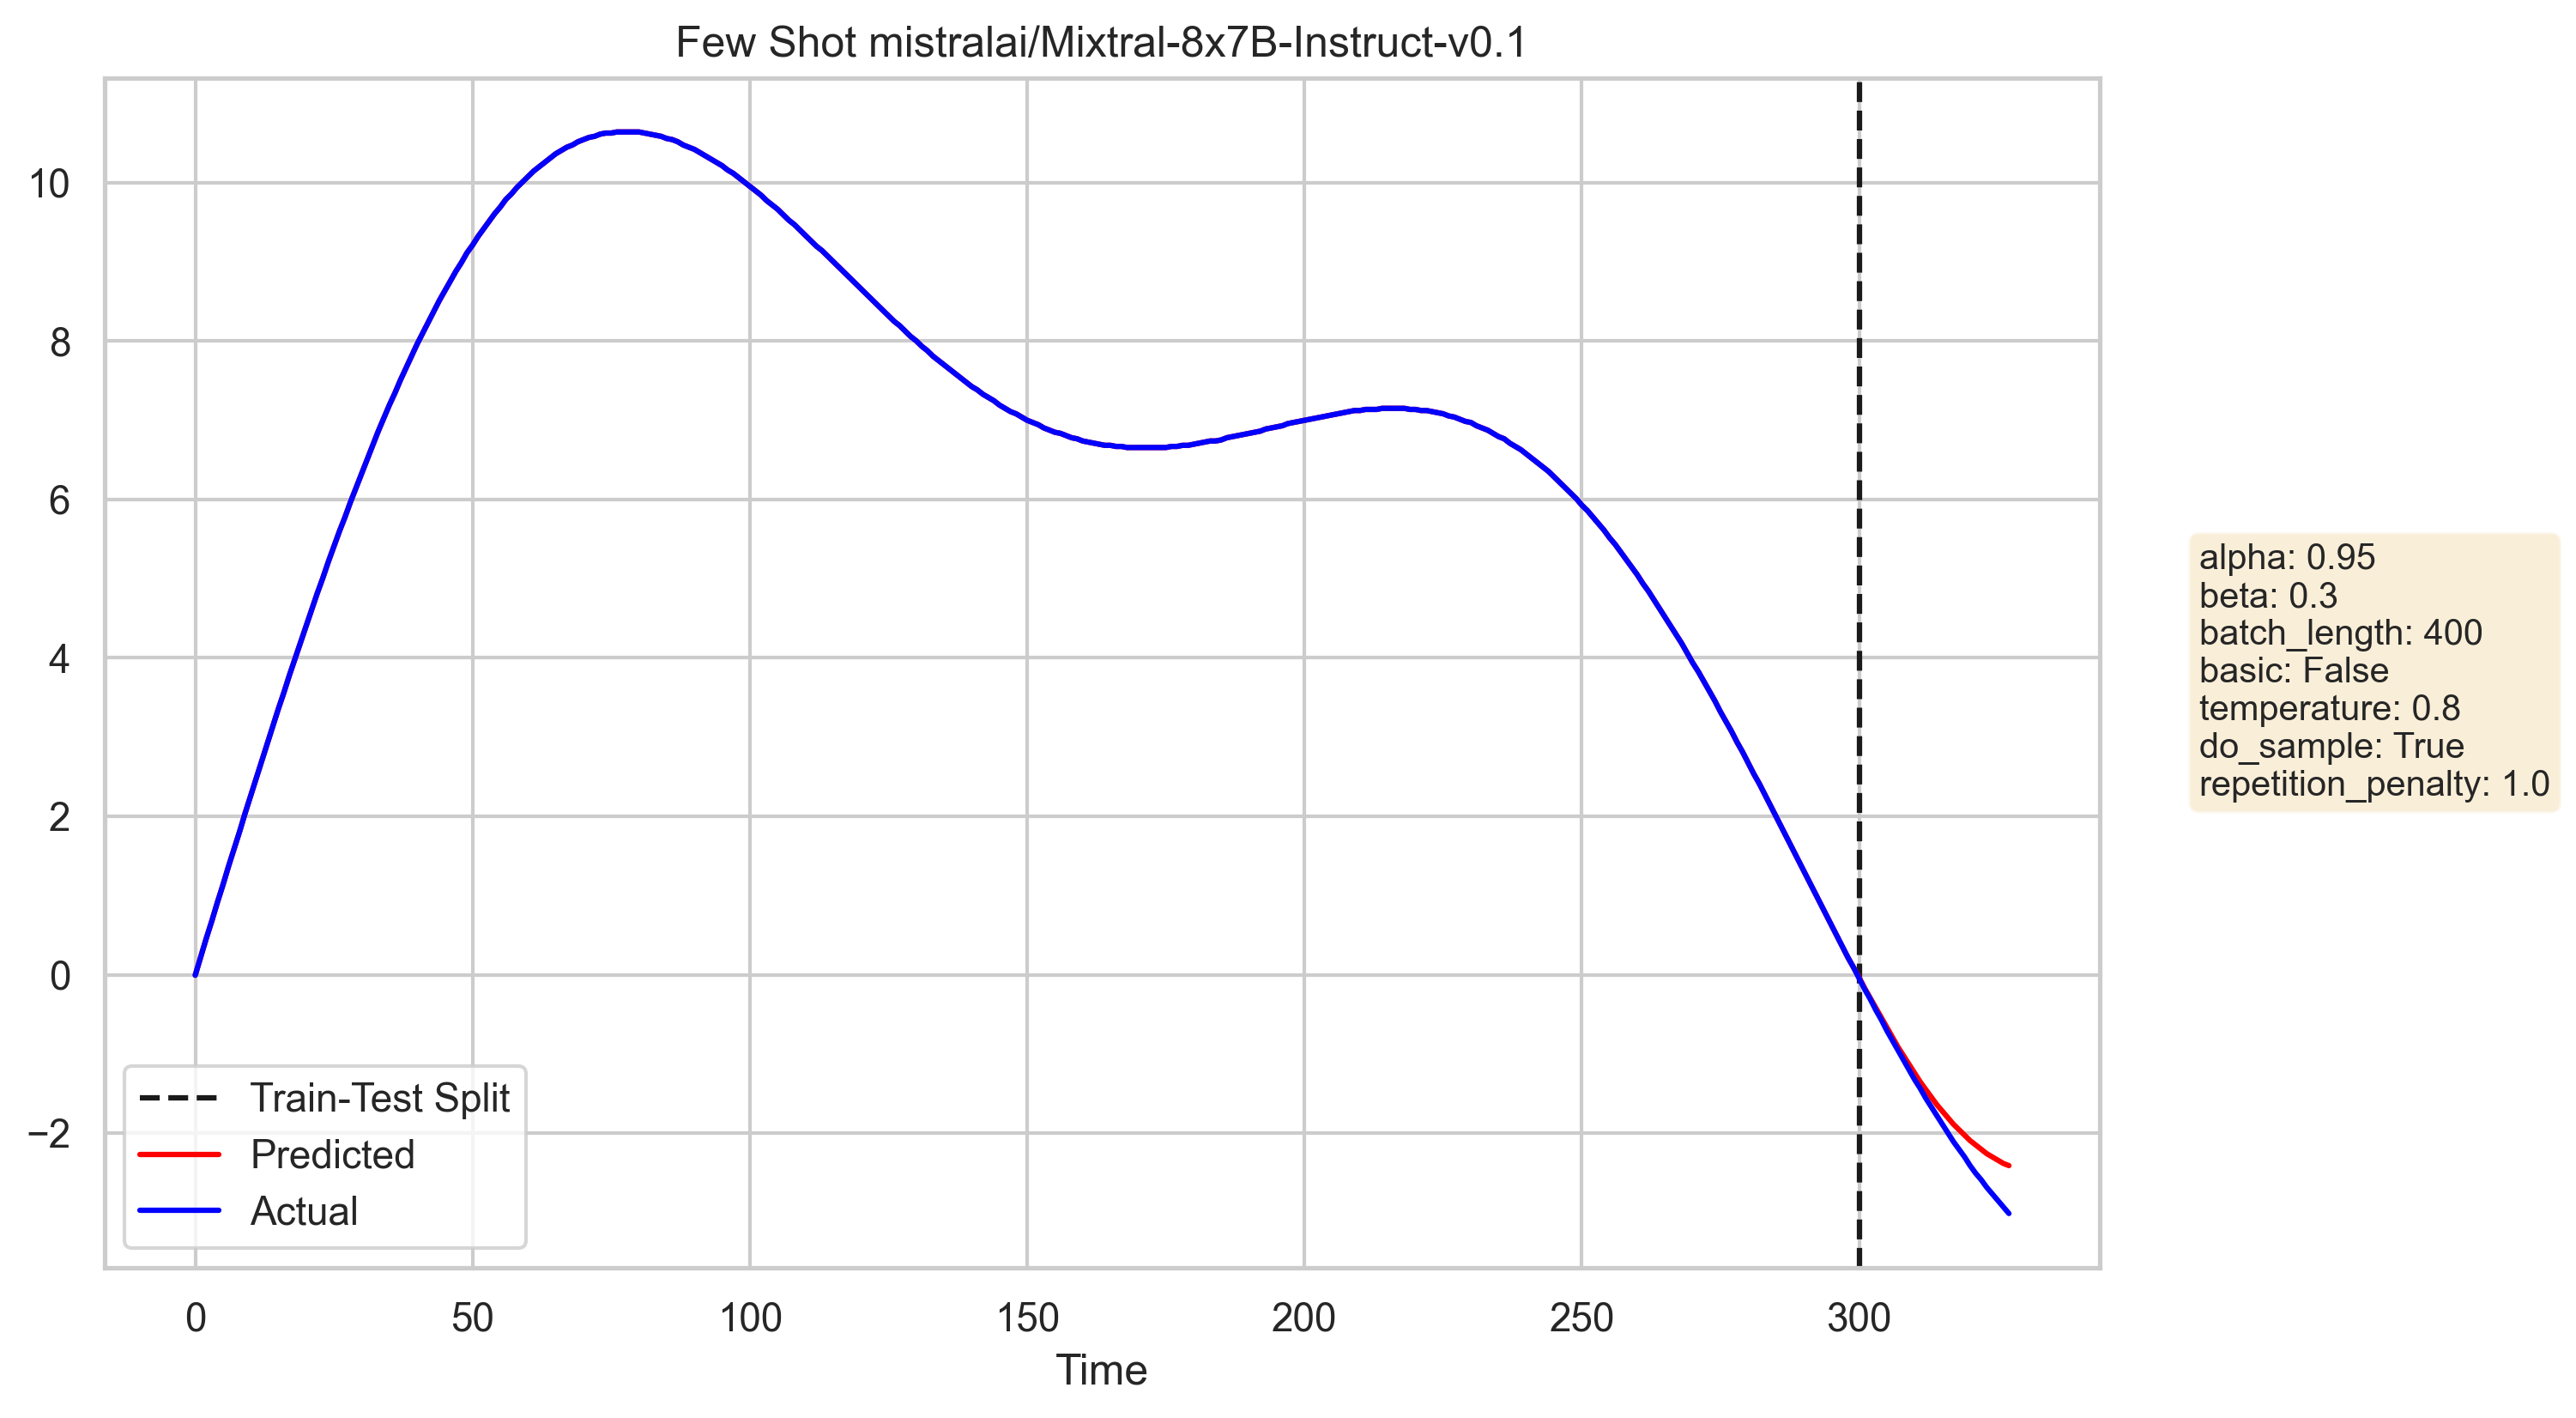 Few Shot mistralai/Mixtral-8x7B-Instruct-v0.1
10
8
6
4
2
0
−2
alpha: 0.95
beta: 0.3
batch_length: 400
basic: False
temperature: 0.8
do_sample: True
repetition_penalty: 1.0
Train-Test Split
Predicted
Actual
0 50 100 150 200 250 300
Time